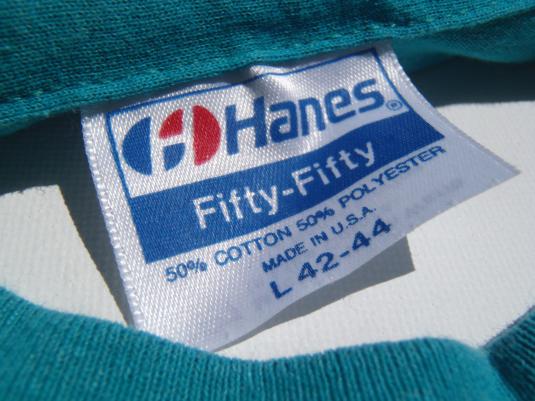 Hanes®
Fifty-Fifty
50% COTTON 50% POLYESTER
MADE IN U.S.A.
L 42-44